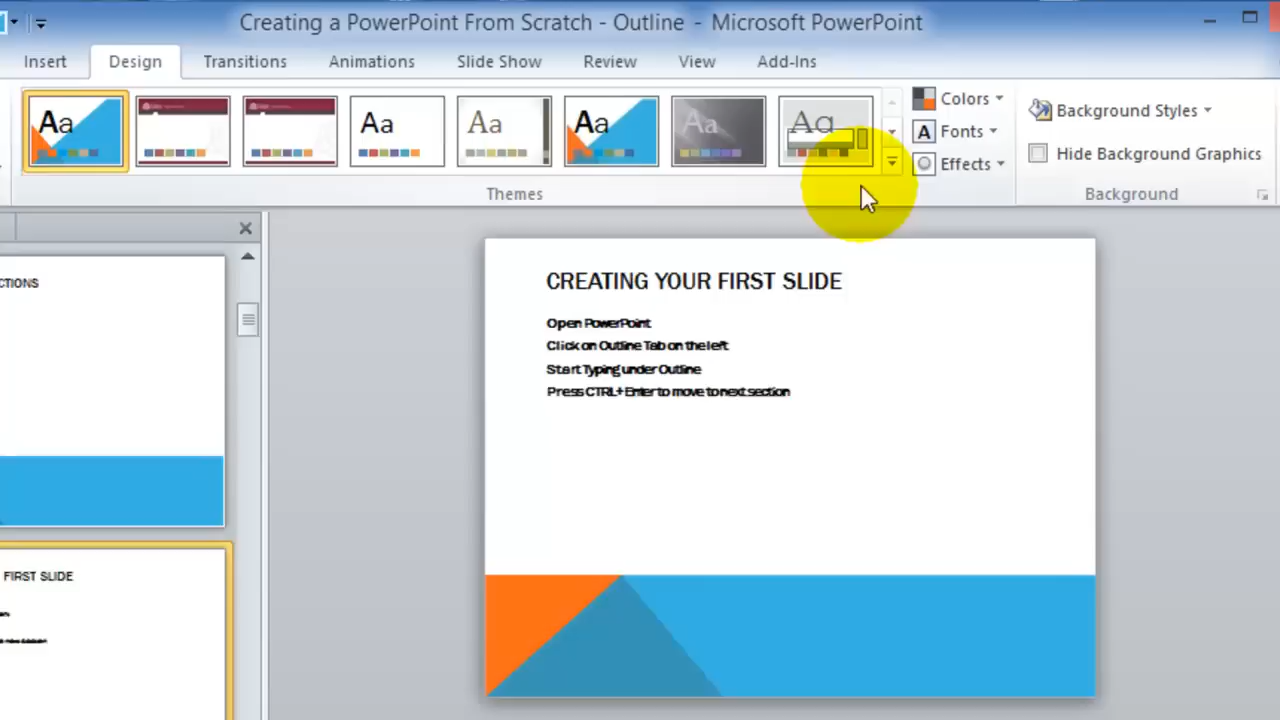 Creating a PowerPoint From Scratch - Outline - Microsoft PowerPoint
Insert Design Transitions Animations Slide Show Review View Add-Ins
Aa Aa Aa Aa Aa Aa
Colors
Fonts
Effects
Background Styles
Hide Background Graphics
Themes
Background
CTIONS
FIRST SLIDE
CREATING YOUR FIRST SLIDE
Open PowerPoint
Click on Outline Tab on the left
Start Typing under Outline
Press CTRL+Enter to move to next section